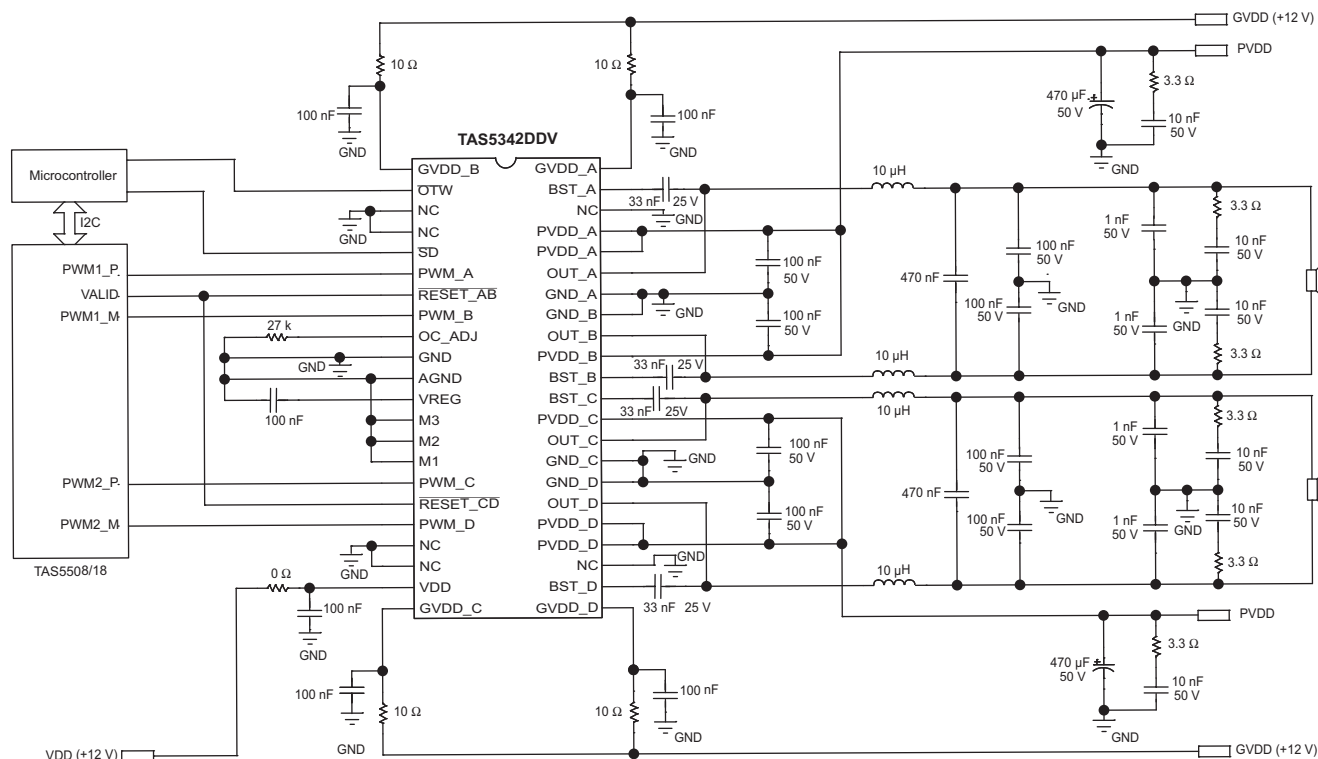 GVDD (+12 V)
PVDD
10 Ω
10 Ω
3.3 Ω
470 µF
50 V
100 nF
100 nF
10 nF
50 V
GND
GND
GND
TAS5342DDV
Microcontroller
I2C
GVDD_B
GVDD_A
OTW
BST_A
33 nF
25 V
10 µH
NC
NC
GND
GND
NC
PVDD_A
SD
PVDD_A
PWM1_P
PWM_A
OUT_A
VALID
RESET_AB
GND_A
GND
PWM1_M
PWM_B
GND_B
100 nF
50 V
100 nF
50 V
27 k
OC_ADJ
OUT_B
GND
GND
PVDD_B
AGND
BST_B
33 nF
25 V
10 µH
VREG
BST_C
33 nF
25V
10 µH
100 nF
M3
PVDD_C
M2
OUT_C
M1
GND_C
GND
PWM2_P
PWM_C
GND_D
100 nF
50 V
100 nF
50 V
RESET_CD
OUT_D
PWM2_M
PWM_D
PVDD_D
NC
PVDD_D
GND
NC
NC
GND
TAS5508/18
0 Ω
VDD
BST_D
33 nF
25 V
10 µH
GVDD_C
GVDD_D
100 nF
GND
470 nF
100 nF
50 V
GND
100 nF
50 V
1 nF
50 V
1 nF
50 V
GND
3.3 Ω
10 nF
50 V
10 nF
50 V
3.3 Ω
470 nF
100 nF
50 V
GND
100 nF
50 V
1 nF
50 V
1 nF
50 V
GND
3.3 Ω
10 nF
50 V
10 nF
50 V
3.3 Ω
PVDD
3.3 Ω
470 µF
50 V
10 nF
50 V
GND
100 nF
100 nF
10 Ω
10 Ω
GND
GND
VDD (+12 V)
GVDD (+12 V)